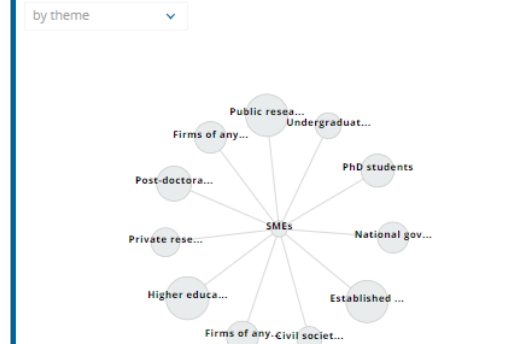 by theme
Public resea...
Undergraduat...
Firms of any...
PhD students
Post-doctora...
SMEs
National gov...
Private rese...
Higher educa...
Established ...
Firms of any...
Civil societ...